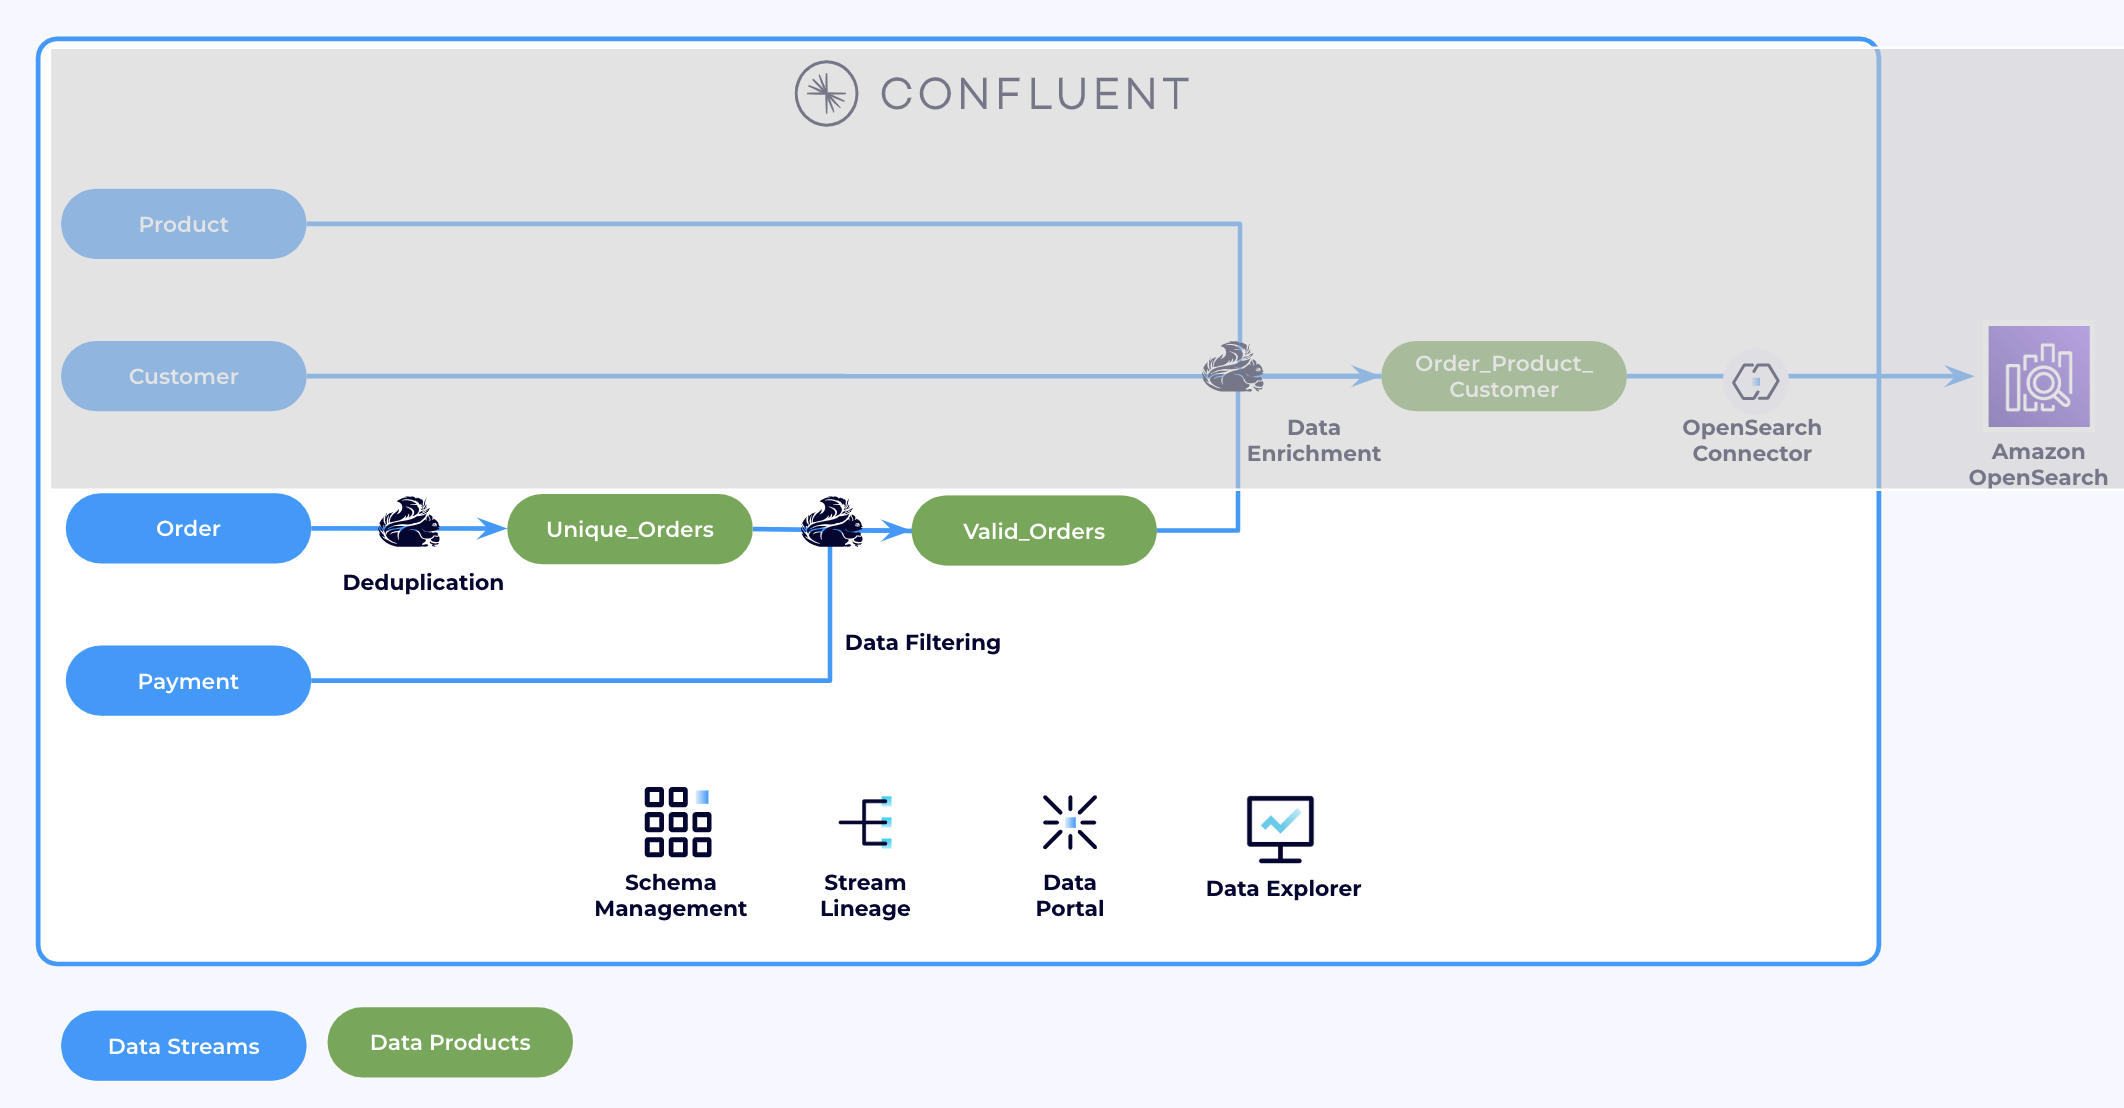 CONFLUENT
Product
Customer
Order_Product_
Customer
Data
Enrichment
OpenSearch
Connector
Amazon
OpenSearch
Order
Unique_Orders
Valid_Orders
Deduplication
Data Filtering
Payment
Schema
Management
Stream
Lineage
Data
Portal
Data Explorer
Data Streams
Data Products